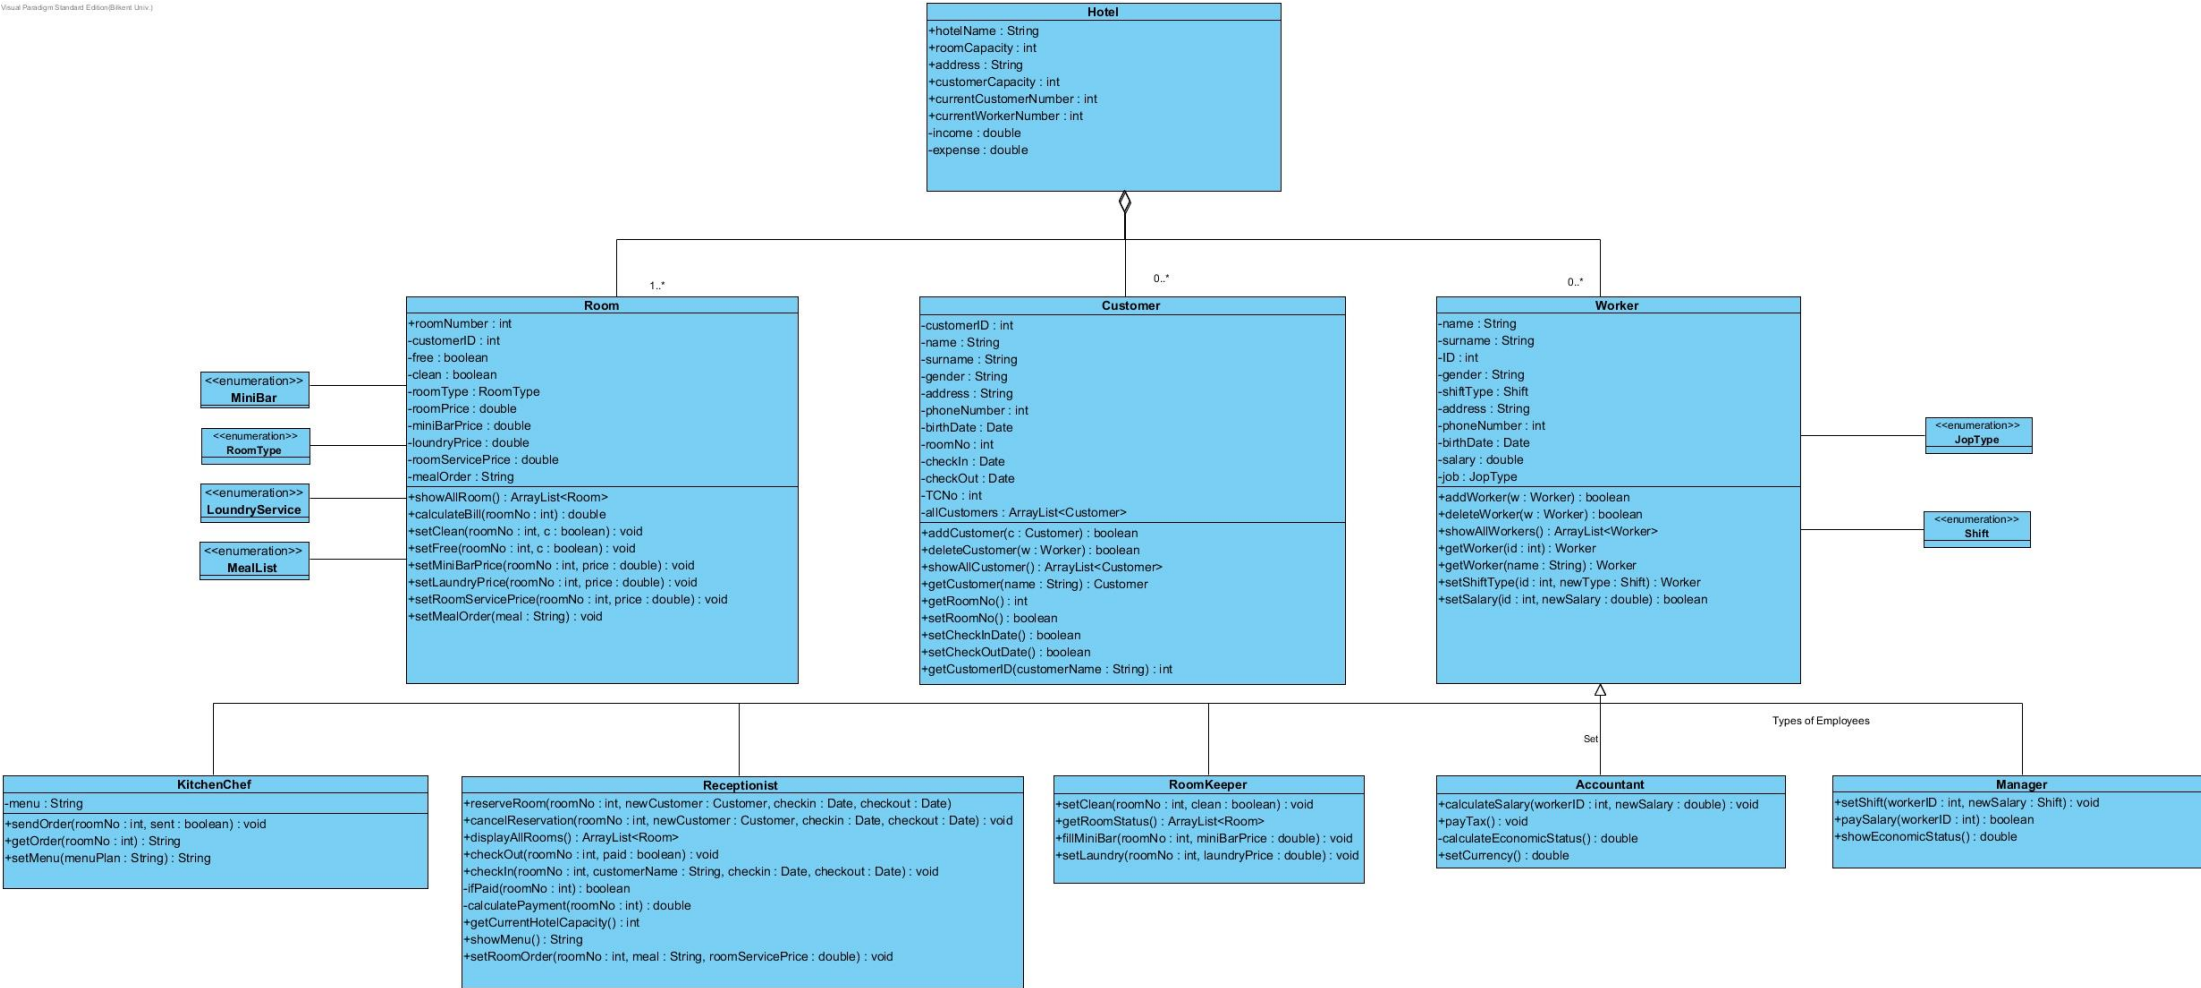 Visual Paradigm Standard Edition(Bilkent Univ.)
Hotel
+hotelName : String
+roomCapacity : int
+address : String
+customerCapacity : int
+currentCustomerNumber : int
+currentWorkerNumber : int
-income : double
-expense : double
1..*
0..*
0..*
<<enumeration>>
MiniBar
<<enumeration>>
RoomType
<<enumeration>>
LoundryService
<<enumeration>>
MealList
Room
+roomNumber : int
-customerID : int
-free : boolean
-clean : boolean
-roomType : RoomType
-roomPrice : double
-miniBarPrice : double
-loundryPrice : double
-roomServicePrice : double
-mealOrder : String
+showAllRoom() : ArrayList<Room>
+calculateBill(roomNo : int) : double
+setClean(roomNo : int, c : boolean) : void
+setFree(roomNo : int, c : boolean) : void
+setMiniBarPrice(roomNo : int, price : double) : void
+setLaundryPrice(roomNo : int, price : double) : void
+setRoomServicePrice(roomNo : int, price : double) : void
+setMealOrder(meal : String) : void
Customer
-customerID : int
-name : String
-surname : String
-gender : String
-address : String
-phoneNumber : int
-birthDate : Date
-roomNo : int
-checkIn : Date
-checkOut : Date
-TCNo : int
-allCustomers : ArrayList<Customer>
+addCustomer(c : Customer) : boolean
+deleteCustomer(w : Worker) : boolean
+showAllCustomer() : ArrayList<Customer>
+getCustomer(name : String) : Customer
+getRoomNo() : int
+setRoomNo() : boolean
+setCheckInDate() : boolean
+setCheckOutDate() : boolean
+getCustomerID(customerName : String) : int
Worker
-name : String
-surname : String
-ID : int
-gender : String
-shiftType : Shift
-address : String
-phoneNumber : int
-birthDate : Date
-salary : double
-job : JopType
+addWorker(w : Worker) : boolean
+deleteWorker(w : Worker) : boolean
+showAllWorkers() : ArrayList<Worker>
+getWorker(id : int) : Worker
+getWorker(name : String) : Worker
+setShiftType(id : int, newType : Shift) : Worker
+setSalary(id : int, newSalary : double) : boolean
<<enumeration>>
JopType
<<enumeration>>
Shift
Types of Employees
Set
KitchenChef
-menu : String
+sendOrder(roomNo : int, sent : boolean) : void
+getOrder(roomNo : int) : String
+setMenu(menuPlan : String) : String
Receptionist
+reserveRoom(roomNo : int, newCustomer : Customer, checkin : Date, checkout : Date)
+cancelReservation(roomNo : int, newCustomer : Customer, checkin : Date, checkout : Date) : void
+displayAllRooms() : ArrayList<Room>
+checkOut(roomNo : int, paid : boolean) : void
+checkIn(roomNo : int, customerName : String, checkin : Date, checkout : Date) : void
-ifPaid(roomNo : int) : boolean
-calculatePayment(roomNo : int) : double
+getCurrentHotelCapacity() : int
+showMenu() : String
+setRoomOrder(roomNo : int, meal : String, roomServicePrice : double) : void
RoomKeeper
+setClean(roomNo : int, clean : boolean) : void
+getRoomStatus() : ArrayList<Room>
+fillMiniBar(roomNo : int, miniBarPrice : double) : void
+setLaundry(roomNo : int, laundryPrice : double) : void
Accountant
+calculateSalary(workerID : int, newSalary : double) : void
+payTax() : void
-calculateEconomicStatus() : double
+setCurrency() : double
Manager
+setShift(workerID : int, newSalary : Shift) : void
+paySalary(workerID : int) : boolean
+showEconomicStatus() : double